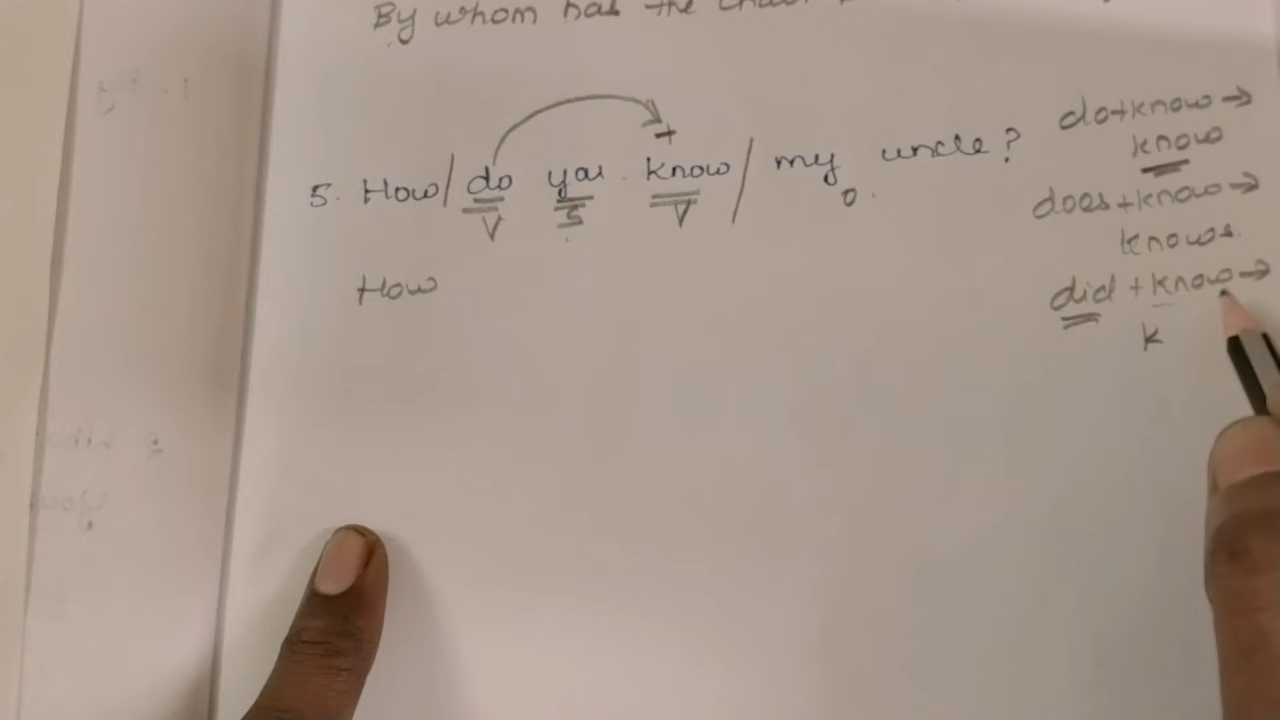 By whom has the
do+know →
know
5. How/ do you know/ my uncle?
+
V S V O.
does+know →
knows.
How
did + know →
k